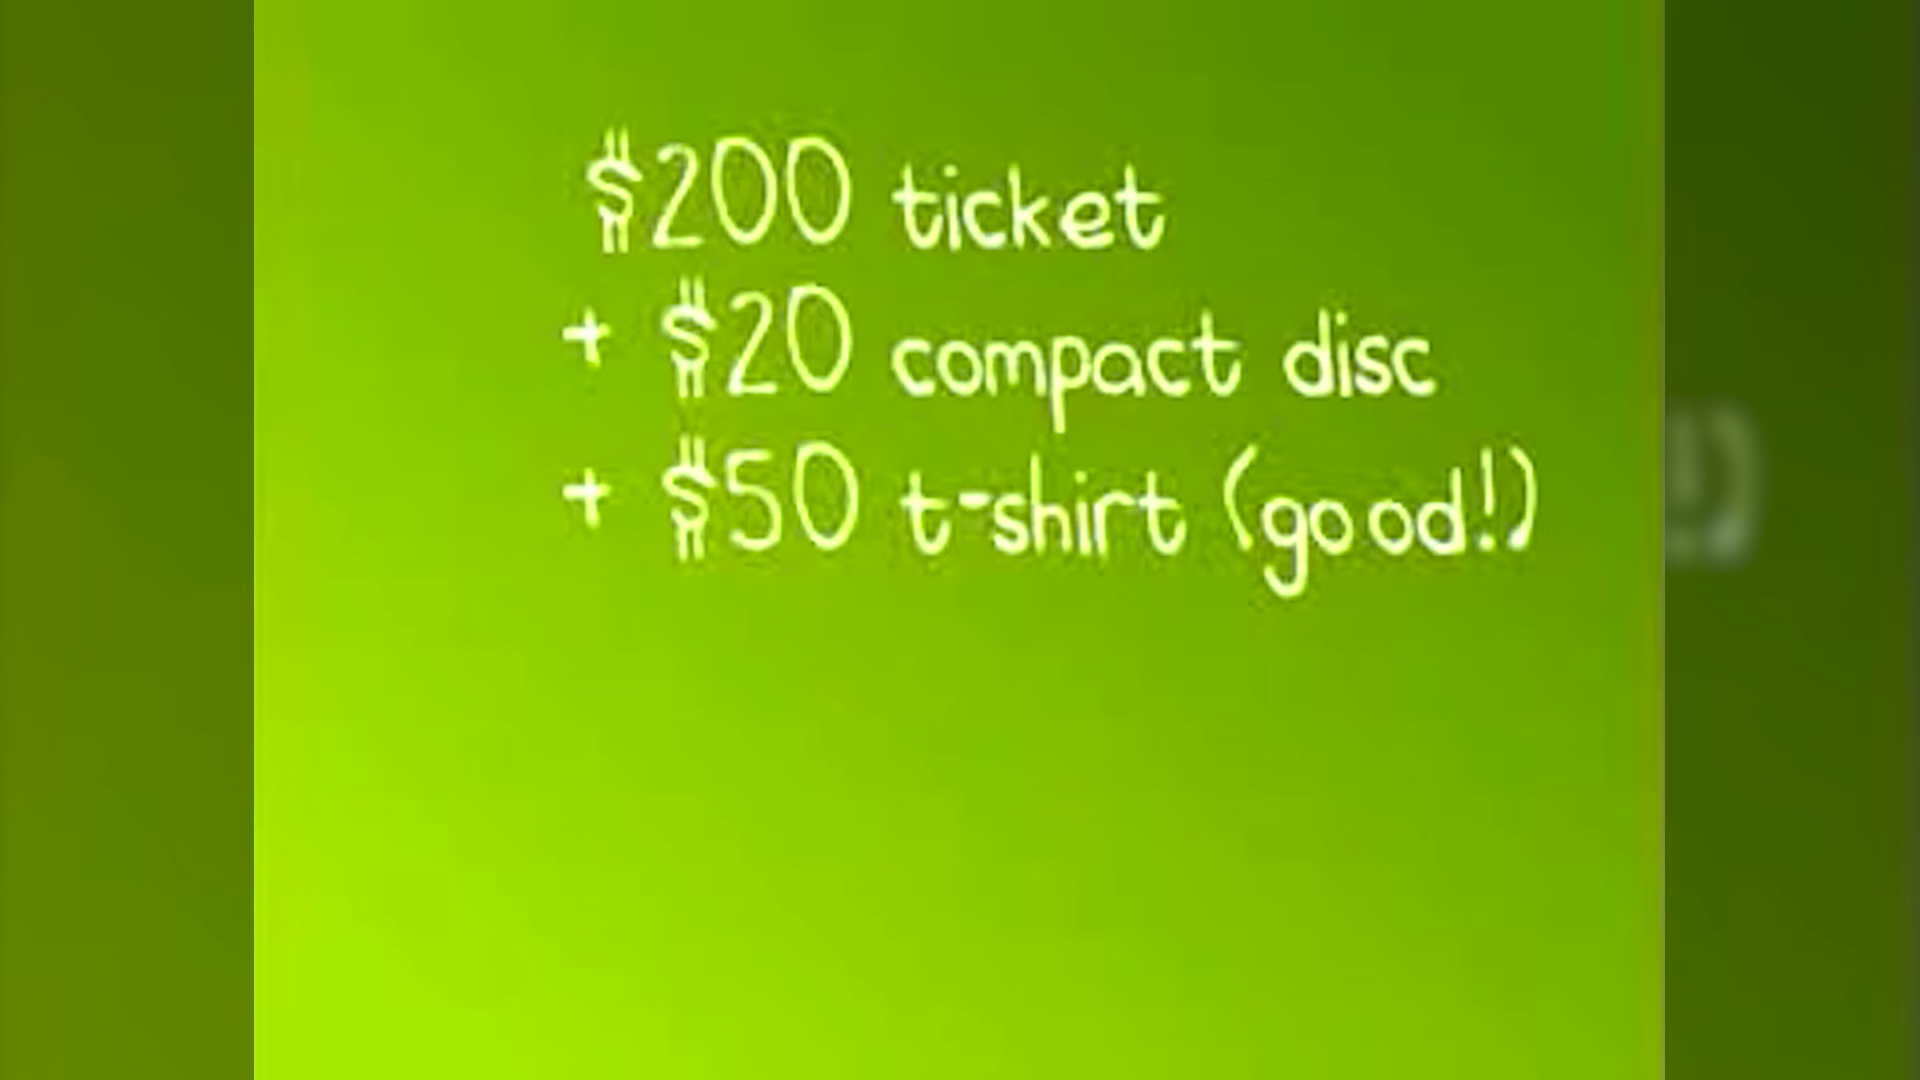 $200 ticket
+ $20 compact disc
+ $50 t-shirt (good!)